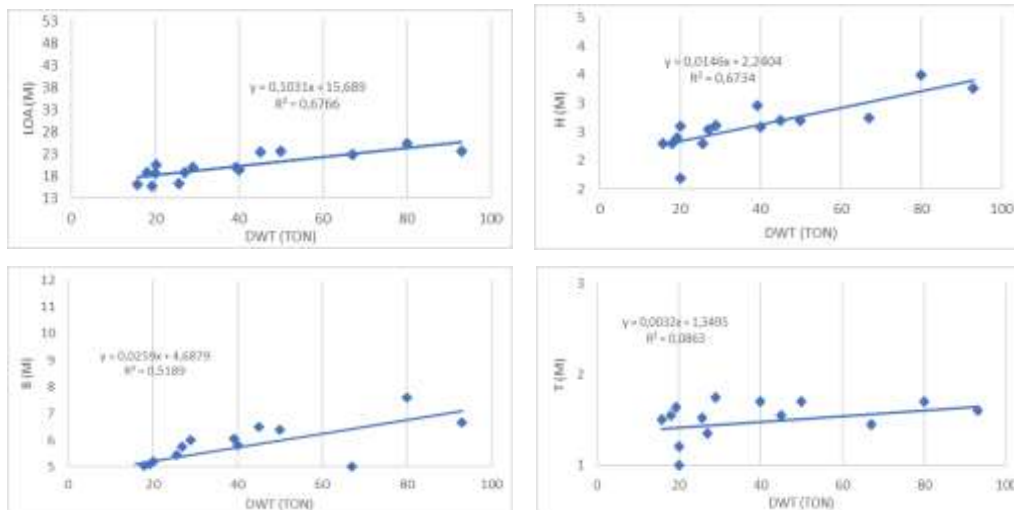 53
48
43
38
33
28
23
18
13
LOA (M)
y = 0,1031x + 15,689
R² = 0,6766
0 20 40 60 80 100
DWT (TON)
5
4
4
3
3
2
2
H (M)
y = 0,0146x + 2,2404
R² = 0,6734
0 20 40 60 80 100
DWT (TON)
12
11
10
9
8
7
6
5
B (M)
y = 0,0259x + 4,6879
R² = 0,5189
0 20 40 60 80 100
DWT (TON)
3
2
1
T (M)
y = 0,0032x + 1,3495
R² = 0,0863
0 20 40 60 80 100
DWT (TON)